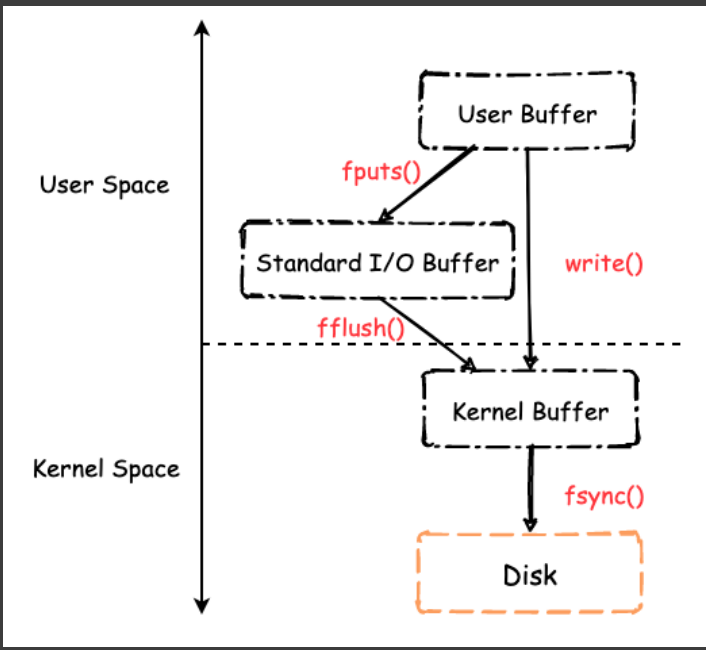 User Buffer
fputs()
User Space
Standard I/O Buffer
write()
fflush()
Kernel Buffer
Kernel Space
fsync()
Disk